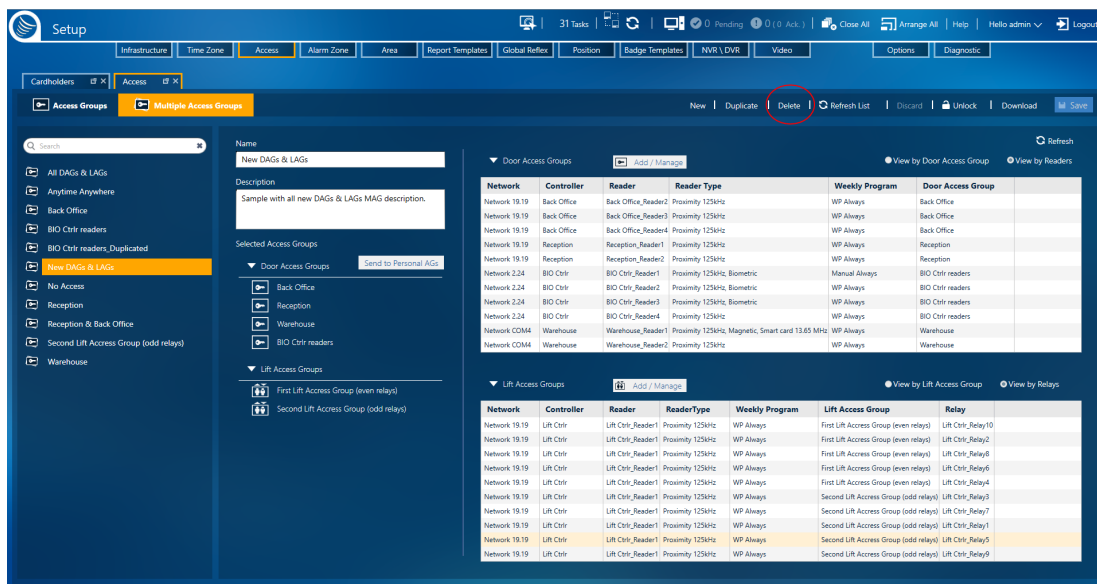 Setup
31 Tasks
0 Pending
0 ( 0 Ack. )
Close All
Arrange All
Help
Hello admin
Logout
Infrastructure
Time Zone
Access
Alarm Zone
Area
Report Templates
Global Reflex
Position
Badge Templates
NVR \ DVR
Video
Options
Diagnostic
Cardholders
Access
Access Groups
Multiple Access Groups
New
Duplicate
Delete
Refresh List
Discard
Unlock
Download
Save
Search
All DAGs & LAGs
Anytime Anywhere
Back Office
BIO Ctrlr readers
BIO Ctrlr readers_Duplicated
New DAGs & LAGs
No Access
Reception
Reception & Back Office
Second Lift Accress Group (odd relays)
Warehouse
Name
New DAGs & LAGs
Description
Sample with all new DAGs & LAGs MAG description.
Selected Access Groups
Door Access Groups
Send to Personal AGs
Back Office
Reception
Warehouse
BIO Ctrlr readers
Lift Access Groups
First Lift Accress Group (even relays)
Second Lift Accress Group (odd relays)
Refresh
Door Access Groups
Add / Manage
View by Door Access Group
View by Readers
Network Controller Reader Reader Type Weekly Program Door Access Group
Network 19.19 Back Office Back Office_Reader2 Proximity 125kHz WP Always Back Office
Network 19.19 Back Office Back Office_Reader3 Proximity 125kHz WP Always Back Office
Network 19.19 Back Office Back Office_Reader4 Proximity 125kHz WP Always Back Office
Network 19.19 Reception Reception_Reader1 Proximity 125kHz WP Always Reception
Network 19.19 Reception Reception_Reader2 Proximity 125kHz WP Always Reception
Network 2.24 BIO Ctrlr BIO Ctrlr_Reader1 Proximity 125kHz, Biometric Manual Always BIO Ctrlr readers
Network 2.24 BIO Ctrlr BIO Ctrlr_Reader2 Proximity 125kHz, Biometric WP Always BIO Ctrlr readers
Network 2.24 BIO Ctrlr BIO Ctrlr_Reader3 Proximity 125kHz, Biometric WP Always BIO Ctrlr readers
Network 2.24 BIO Ctrlr BIO Ctrlr_Reader4 Proximity 125kHz WP Always BIO Ctrlr readers
Network COM4 Warehouse Warehouse_Reader1 Proximity 125kHz, Magnetic, Smart card 13.65 MHz WP Always Warehouse
Network COM4 Warehouse Warehouse_Reader2 Proximity 125kHz WP Always Warehouse
Lift Access Groups
Add / Manage
View by Lift Access Group
View by Relays
Network Controller Reader ReaderType Weekly Program Lift Access Group Relay
Network 19.19 Lift Ctrlr Lift Ctrlr_Reader1 Proximity 125kHz WP Always First Lift Accress Group (even relays) Lift Ctrlr_Relay10
Network 19.19 Lift Ctrlr Lift Ctrlr_Reader1 Proximity 125kHz WP Always First Lift Accress Group (even relays) Lift Ctrlr_Relay2
Network 19.19 Lift Ctrlr Lift Ctrlr_Reader1 Proximity 125kHz WP Always First Lift Accress Group (even relays) Lift Ctrlr_Relay8
Network 19.19 Lift Ctrlr Lift Ctrlr_Reader1 Proximity 125kHz WP Always First Lift Accress Group (even relays) Lift Ctrlr_Relay6
Network 19.19 Lift Ctrlr Lift Ctrlr_Reader1 Proximity 125kHz WP Always First Lift Accress Group (even relays) Lift Ctrlr_Relay4
Network 19.19 Lift Ctrlr Lift Ctrlr_Reader1 Proximity 125kHz WP Always Second Lift Accress Group (odd relays) Lift Ctrlr_Relay3
Network 19.19 Lift Ctrlr Lift Ctrlr_Reader1 Proximity 125kHz WP Always Second Lift Accress Group (odd relays) Lift Ctrlr_Relay7
Network 19.19 Lift Ctrlr Lift Ctrlr_Reader1 Proximity 125kHz WP Always Second Lift Accress Group (odd relays) Lift Ctrlr_Relay1
Network 19.19 Lift Ctrlr Lift Ctrlr_Reader1 Proximity 125kHz WP Always Second Lift Accress Group (odd relays) Lift Ctrlr_Relay5
Network 19.19 Lift Ctrlr Lift Ctrlr_Reader1 Proximity 125kHz WP Always Second Lift Accress Group (odd relays) Lift Ctrlr_Relay9